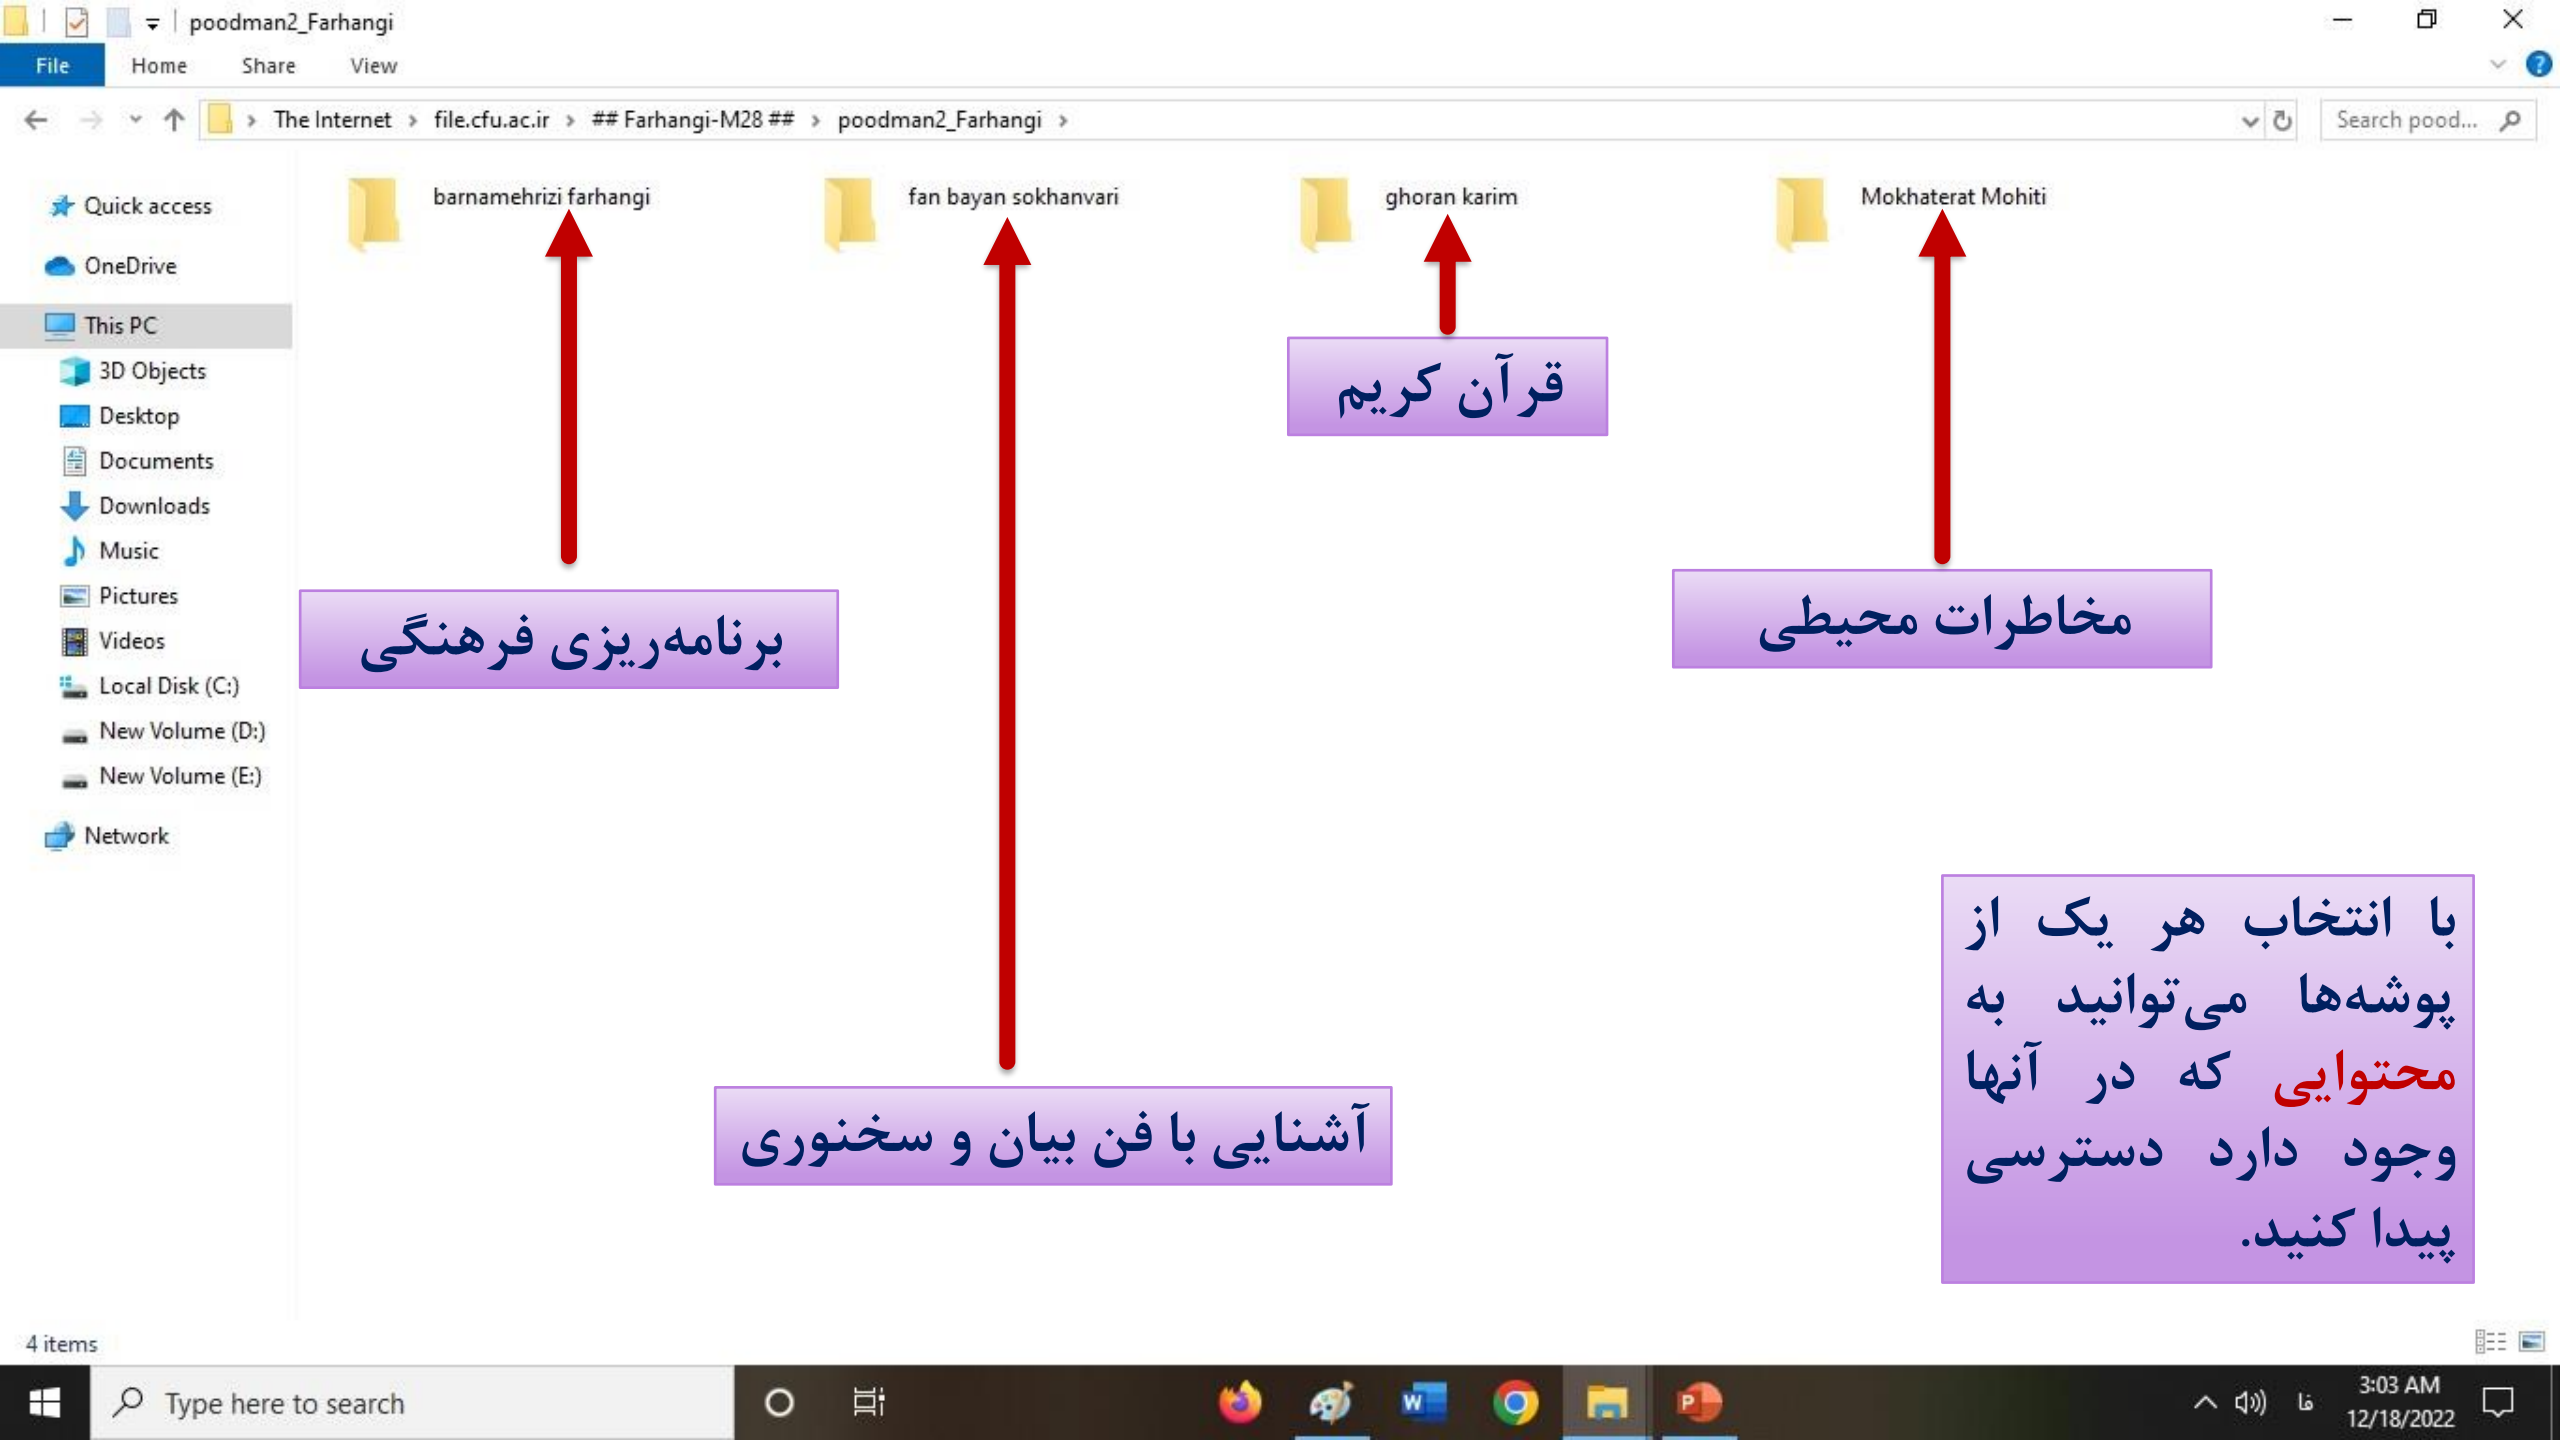 poodman2_Farhangi
File Home Share View
The Internet › file.cfu.ac.ir › ## Farhangi-M28 ## › poodman2_Farhangi ›
Search pood...
Quick access
OneDrive
This PC
3D Objects
Desktop
Documents
Downloads
Music
Pictures
Videos
Local Disk (C:)
New Volume (D:)
New Volume (E:)
Network
barnamehrizi farhangi
fan bayan sokhanvari
ghoran karim
Mokhaterat Mohiti
قرآن کریم
مخاطرات محیطی
برنامه‌ریزی فرهنگی
آشنایی با فن بیان و سخنوری
با انتخاب هر یک از
پوشه‌ها می‌توانید به
محتوایی که در آنها
وجود دارد دسترسی
پیدا کنید.
4 items
Type here to search
فا
3:03 AM
12/18/2022